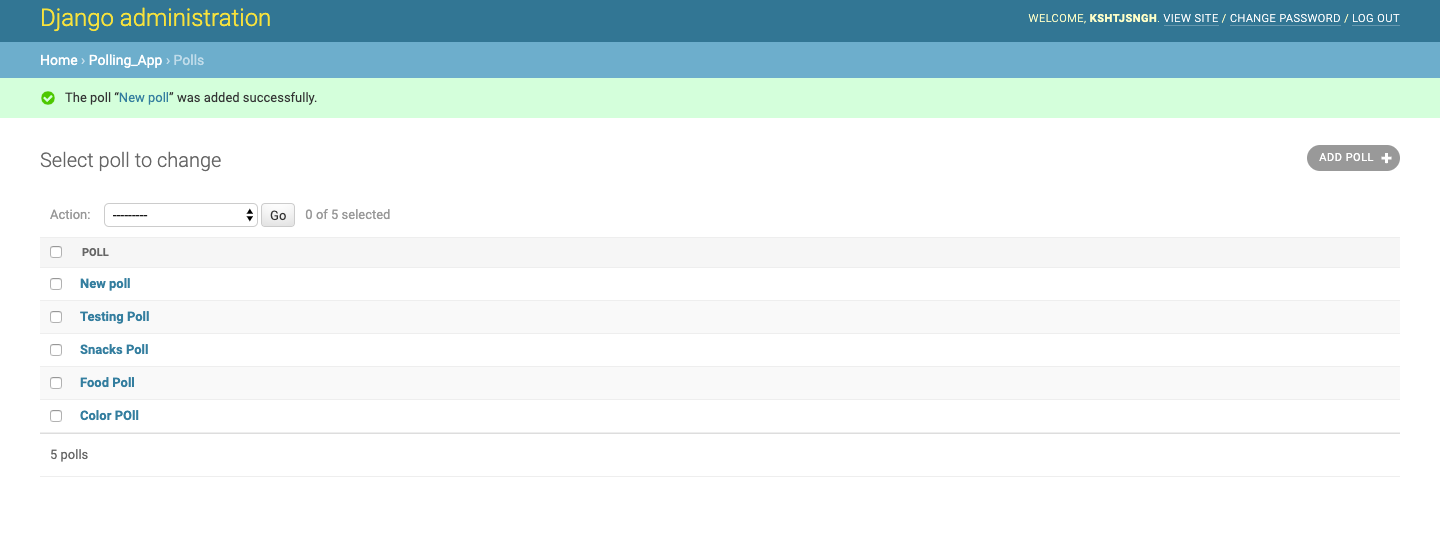 Django administration
WELCOME, KSHTJSNGH. VIEW SITE / CHANGE PASSWORD / LOG OUT
Home › Polling_App › Polls
The poll “New poll” was added successfully.
Select poll to change
ADD POLL
Action: --------- Go 0 of 5 selected
POLL
New poll
Testing Poll
Snacks Poll
Food Poll
Color POll
5 polls